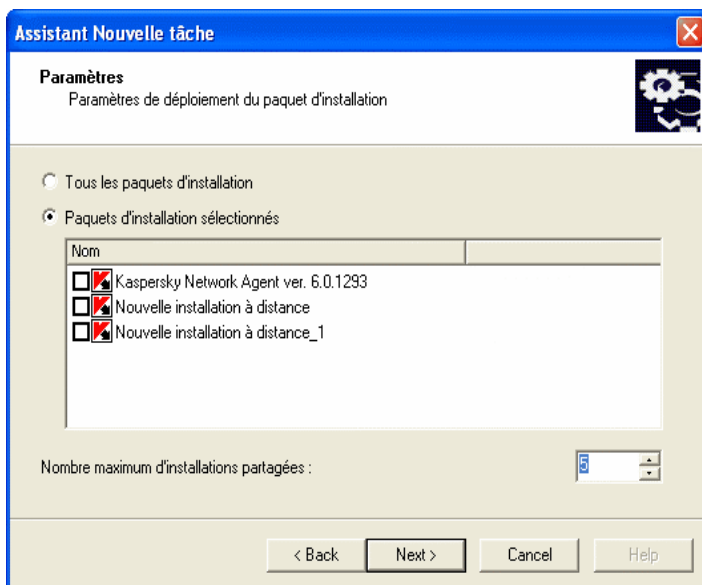 Assistant Nouvelle tâche
Paramètres
Paramètres de déploiement du paquet d'installation
Tous les paquets d'installation
Paquets d'installation sélectionnés
Nom
Kaspersky Network Agent ver. 6.0.1293
Nouvelle installation à distance
Nouvelle installation à distance_1
Nombre maximum d'installations partagées : 5
< Back Next > Cancel Help